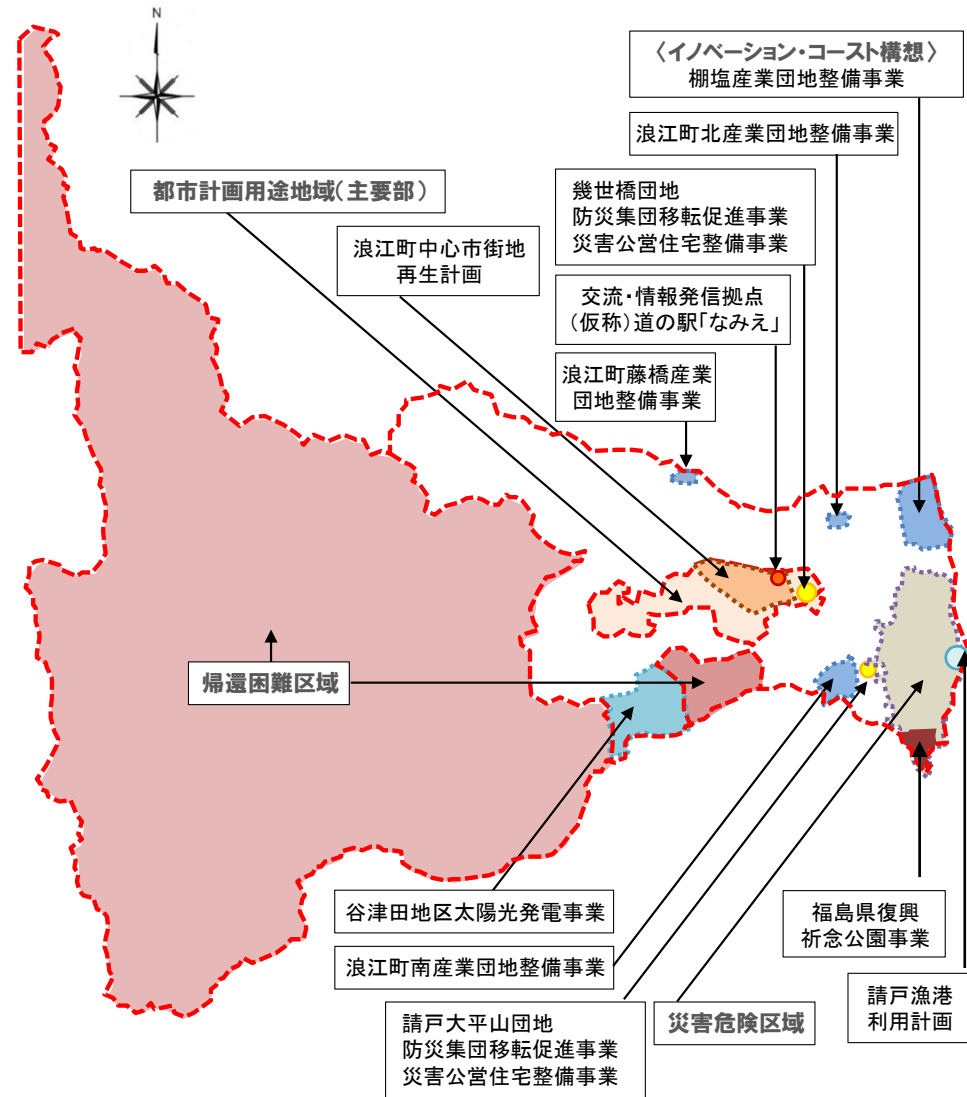 N
〈イノベーション・コースト構想〉
棚塩産業団地整備事業
浪江町北産業団地整備事業
都市計画用途地域(主要部)
幾世橋団地
防災集団移転促進事業
災害公営住宅整備事業
浪江町中心市街地
再生計画
交流・情報発信拠点
(仮称)道の駅「なみえ」
浪江町藤橋産業
団地整備事業
帰還困難区域
谷津田地区太陽光発電事業
福島県復興
祈念公園事業
浪江町南産業団地整備事業
請戸漁港
利用計画
請戸大平山団地
防災集団移転促進事業
災害公営住宅整備事業
災害危険区域